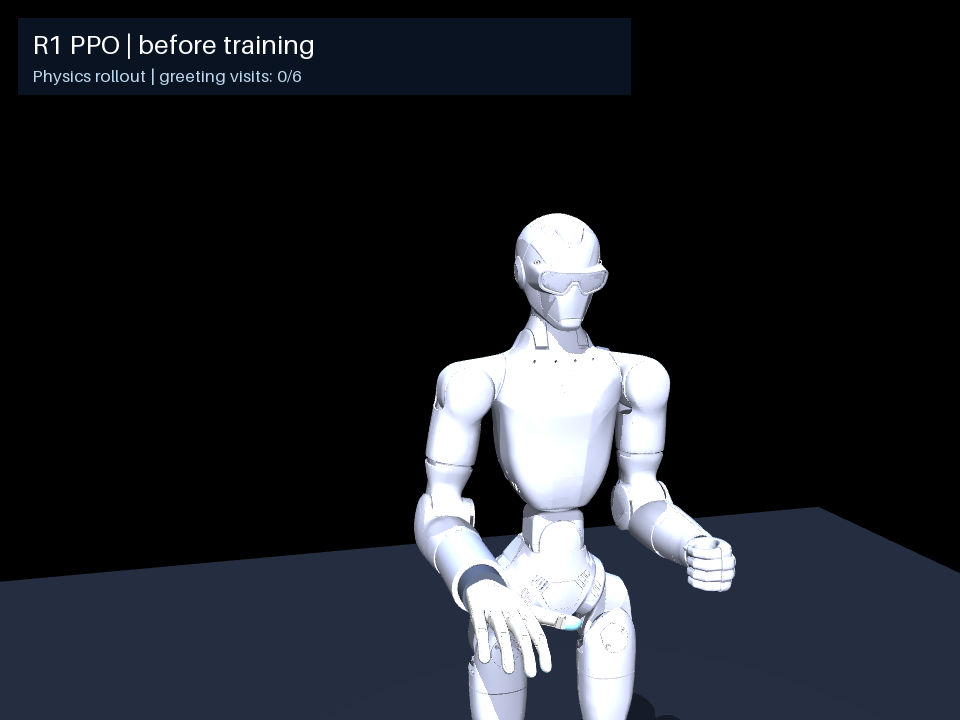 R1 PPO | before training
Physics rollout | greeting visits: 0/6